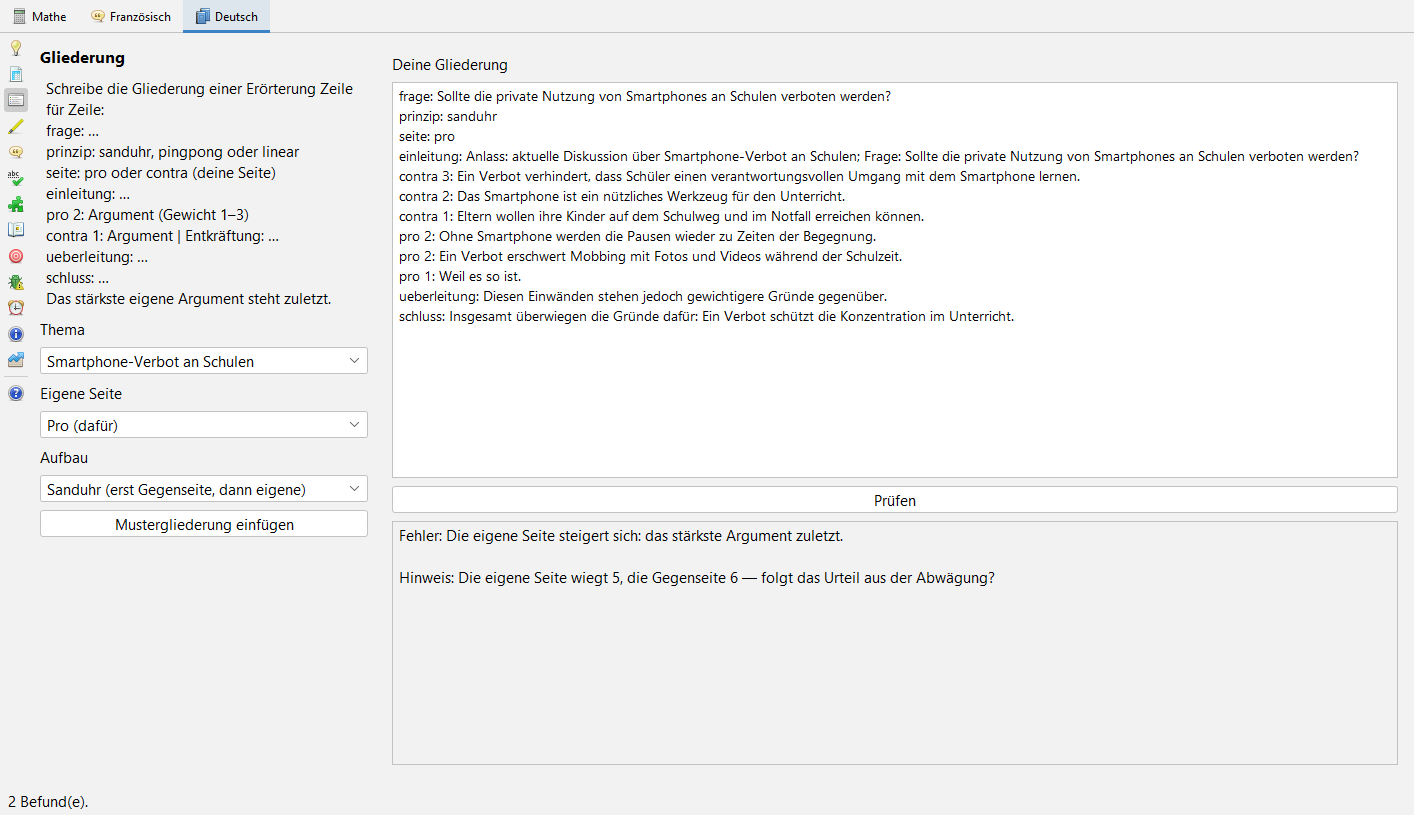 Mathe
Französisch
Deutsch
Gliederung
Schreibe die Gliederung einer Erörterung Zeile
für Zeile:
frage: ...
prinzip: sanduhr, pingpong oder linear
seite: pro oder contra (deine Seite)
einleitung: ...
pro 2: Argument (Gewicht 1–3)
contra 1: Argument | Entkräftung: ...
ueberleitung: ...
schluss: ...
Das stärkste eigene Argument steht zuletzt.
Thema
Smartphone-Verbot an Schulen
Eigene Seite
Pro (dafür)
Aufbau
Sanduhr (erst Gegenseite, dann eigene)
Mustergliederung einfügen
Deine Gliederung
frage: Sollte die private Nutzung von Smartphones an Schulen verboten werden?
prinzip: sanduhr
seite: pro
einleitung: Anlass: aktuelle Diskussion über Smartphone-Verbot an Schulen; Frage: Sollte die private Nutzung von Smartphones an Schulen verboten werden?
contra 3: Ein Verbot verhindert, dass Schüler einen verantwortungsvollen Umgang mit dem Smartphone lernen.
contra 2: Das Smartphone ist ein nützliches Werkzeug für den Unterricht.
contra 1: Eltern wollen ihre Kinder auf dem Schulweg und im Notfall erreichen können.
pro 2: Ohne Smartphone werden die Pausen wieder zu Zeiten der Begegnung.
pro 2: Ein Verbot erschwert Mobbing mit Fotos und Videos während der Schulzeit.
pro 1: Weil es so ist.
ueberleitung: Diesen Einwänden stehen jedoch gewichtigere Gründe gegenüber.
schluss: Insgesamt überwiegen die Gründe dafür: Ein Verbot schützt die Konzentration im Unterricht.
Prüfen
Fehler: Die eigene Seite steigert sich: das stärkste Argument zuletzt.
Hinweis: Die eigene Seite wiegt 5, die Gegenseite 6 — folgt das Urteil aus der Abwägung?
2 Befund(e).